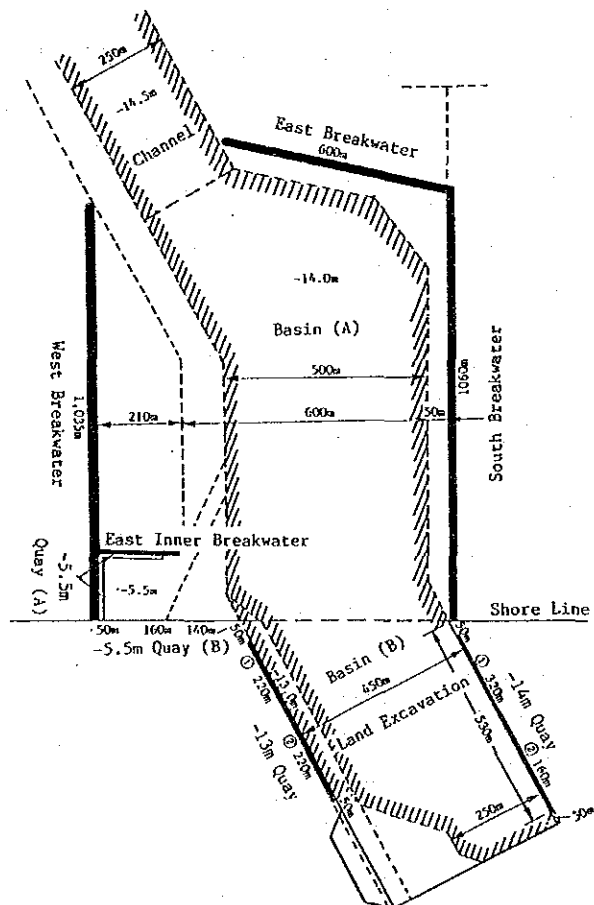 250m
-14.5m
Channel
East Breakwater
600m
-14.0m
Basin (A)
500m
West Breakwater
1,035m
210m
600m
50m
1060m
South Breakwater
East Inner Breakwater
-5.5m
Quay (A)
-5.5m
Shore Line
50m
160m
140m
50m
50m
-5.5m Quay (B)
Basin (B)
① 220m
-13.0m
450m
① 320m
-14m Quay
Land Excavation
530m
② 220m
-13m Quay
② 160m
50m
250m
50m